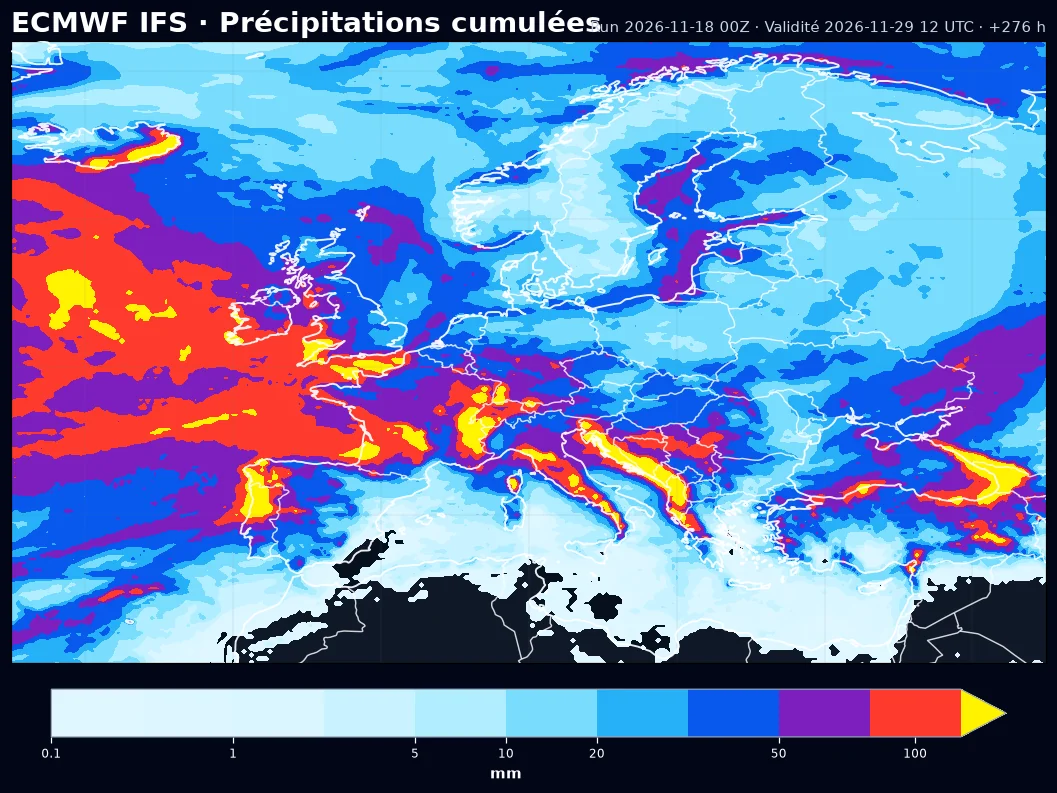 ECMWF IFS · Précipitations cumulées
Run 2026-11-18 00Z · Validité 2026-11-29 12 UTC · +276 h
0.1 1 5 10 20 50 100
mm